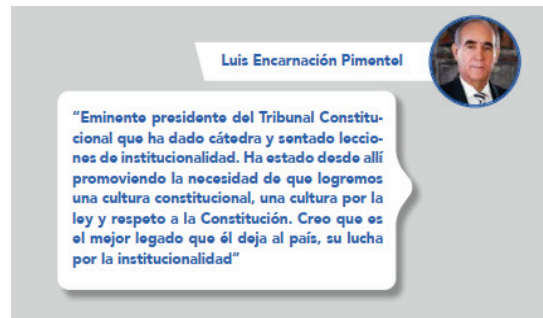 Luis Encarnación Pimentel
“Eminente presidente del Tribunal Constitu-
cional que ha dado cátedra y sentado leccio-
nes de institucionalidad. Ha estado desde allí
promoviendo la necesidad de que logremos
una cultura constitucional, una cultura por la
ley y respeto a la Constitución. Creo que es
el mejor legado que él deja al país, su lucha
por la institucionalidad”